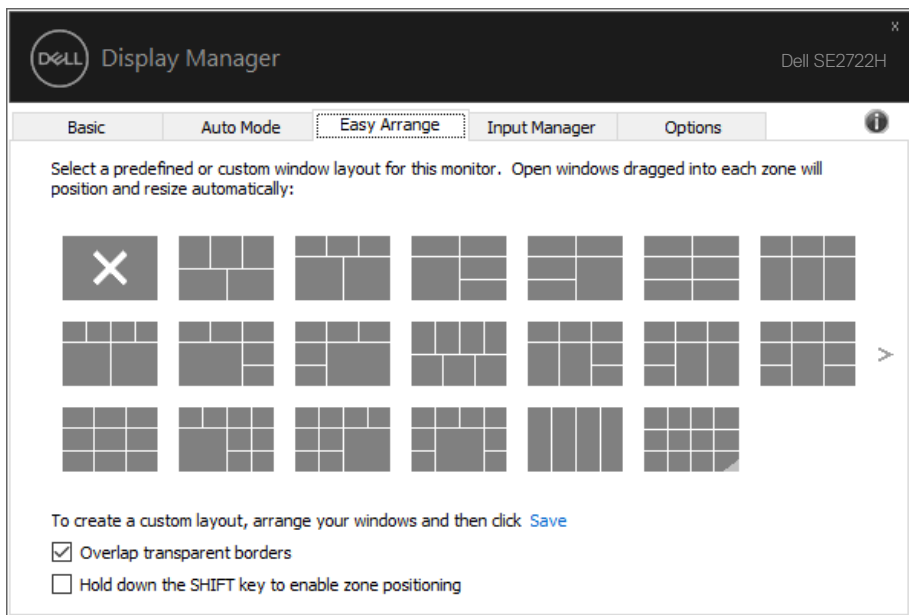 x
DELL Display Manager
Dell SE2722H
Basic Auto Mode Easy Arrange Input Manager Options i
Select a predefined or custom window layout for this monitor. Open windows dragged into each zone will
position and resize automatically:
>
To create a custom layout, arrange your windows and then click Save
Overlap transparent borders
Hold down the SHIFT key to enable zone positioning